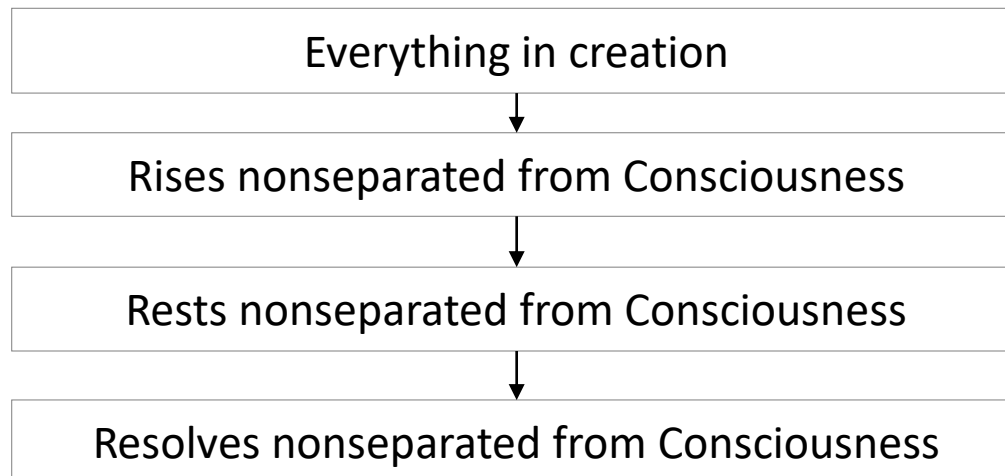 Everything in creation
Rises nonseparated from Consciousness
Rests nonseparated from Consciousness
Resolves nonseparated from Consciousness